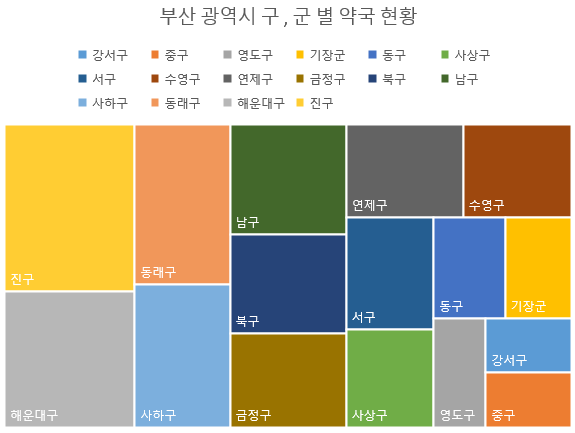 부산 광역시 구 , 군 별 약국 현황
강서구 중구 영도구 기장군 동구 사상구
서구 수영구 연제구 금정구 북구 남구
사하구 동래구 해운대구 진구
진구
해운대구
동래구
사하구
남구
북구
금정구
연제구
수영구
서구
사상구
동구
기장군
영도구
강서구
중구